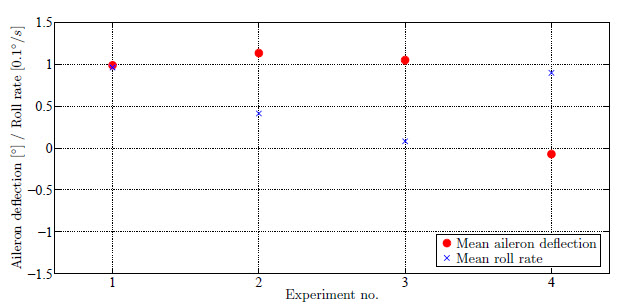 Aileron deflection [°] / Roll rate [0.1°/s]
1.5
1
0.5
0
−0.5
−1
−1.5
1 2 3 4
Experiment no.
Mean aileron deflection
Mean roll rate